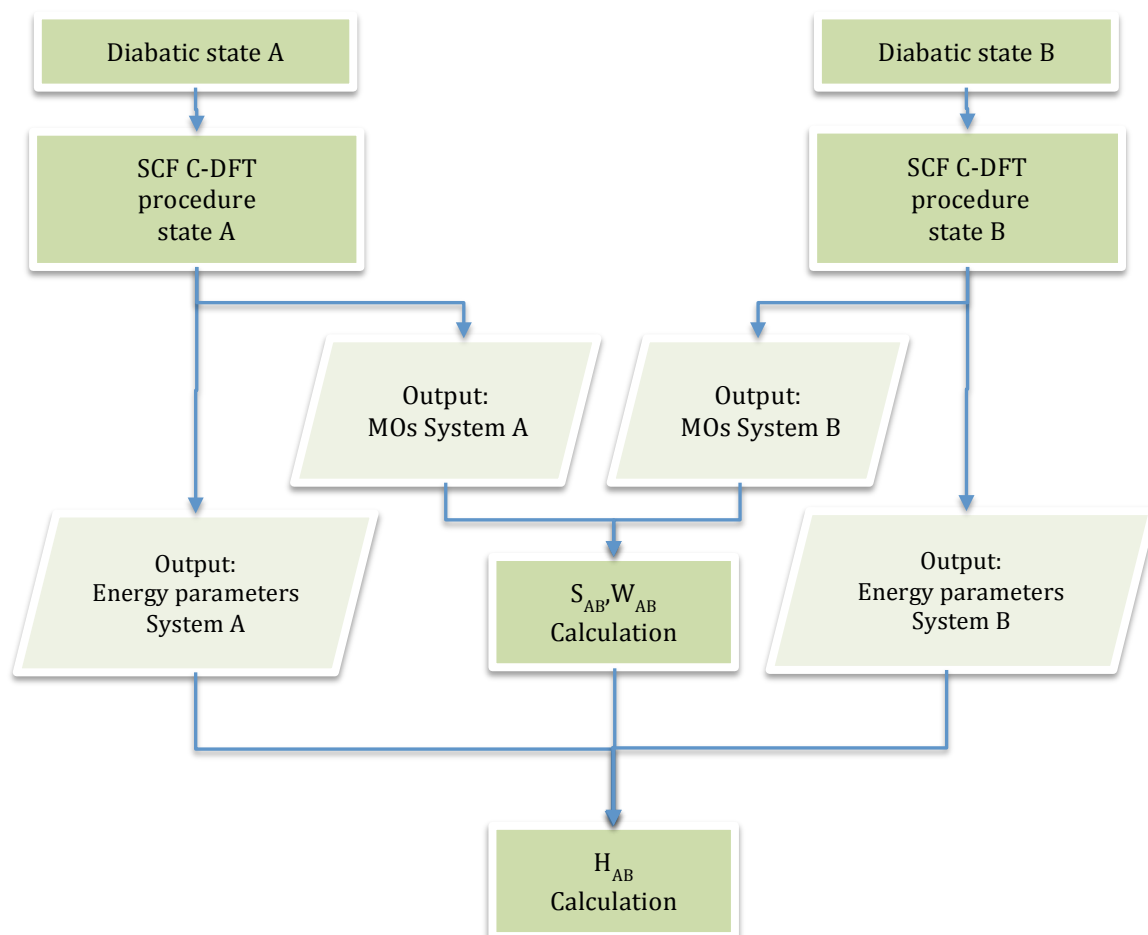 Diabatic state A
Diabatic state B
SCF C-DFT
procedure
state A
SCF C-DFT
procedure
state B
Output:
MOs System A
Output:
MOs System B
Output:
Energy parameters
System A
S_AB,W_AB
Calculation
Output:
Energy parameters
System B
H_AB
Calculation